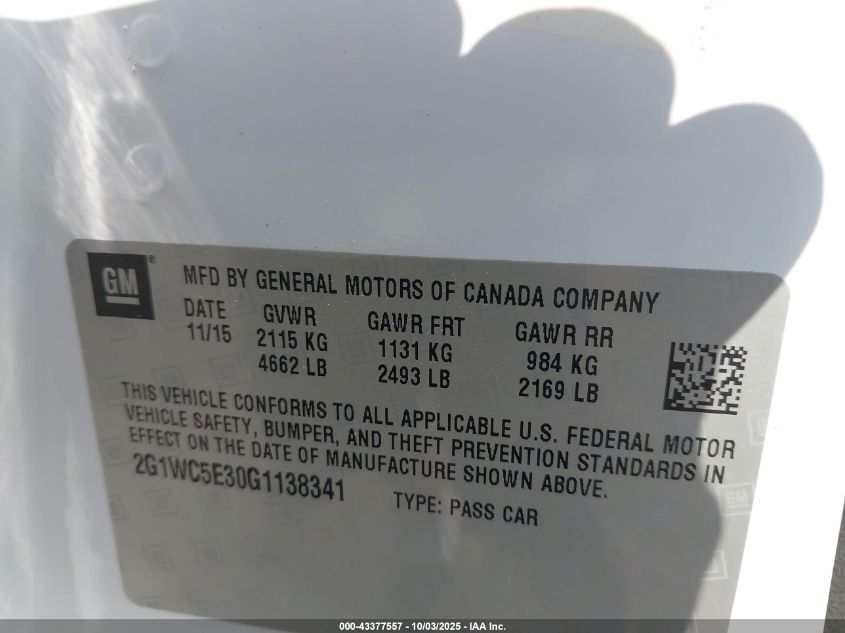 GM ®
MFD BY GENERAL MOTORS OF CANADA COMPANY
DATE GVWR GAWR FRT GAWR RR
11/15 2115 KG 1131 KG 984 KG
4662 LB 2493 LB 2169 LB
THIS VEHICLE CONFORMS TO ALL APPLICABLE U.S. FEDERAL MOTOR
VEHICLE SAFETY, BUMPER, AND THEFT PREVENTION STANDARDS IN
EFFECT ON THE DATE OF MANUFACTURE SHOWN ABOVE.
2G1WC5E30G1138341 TYPE: PASS CAR
000-43377557 - 10/03/2025 - IAA Inc.